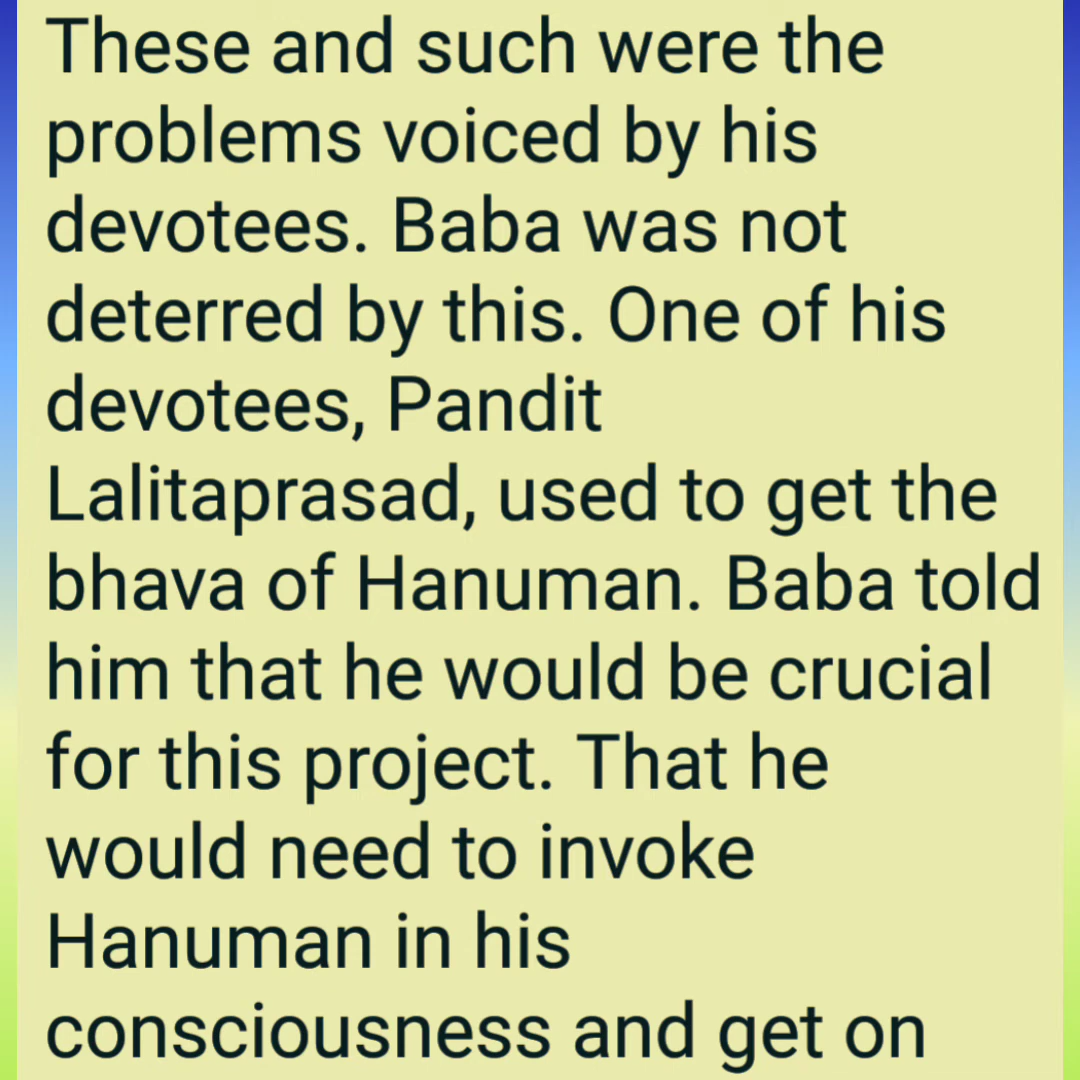 These and such were the
problems voiced by his
devotees. Baba was not
deterred by this. One of his
devotees, Pandit
Lalitaprasad, used to get the
bhava of Hanuman. Baba told
him that he would be crucial
for this project. That he
would need to invoke
Hanuman in his
consciousness and get on